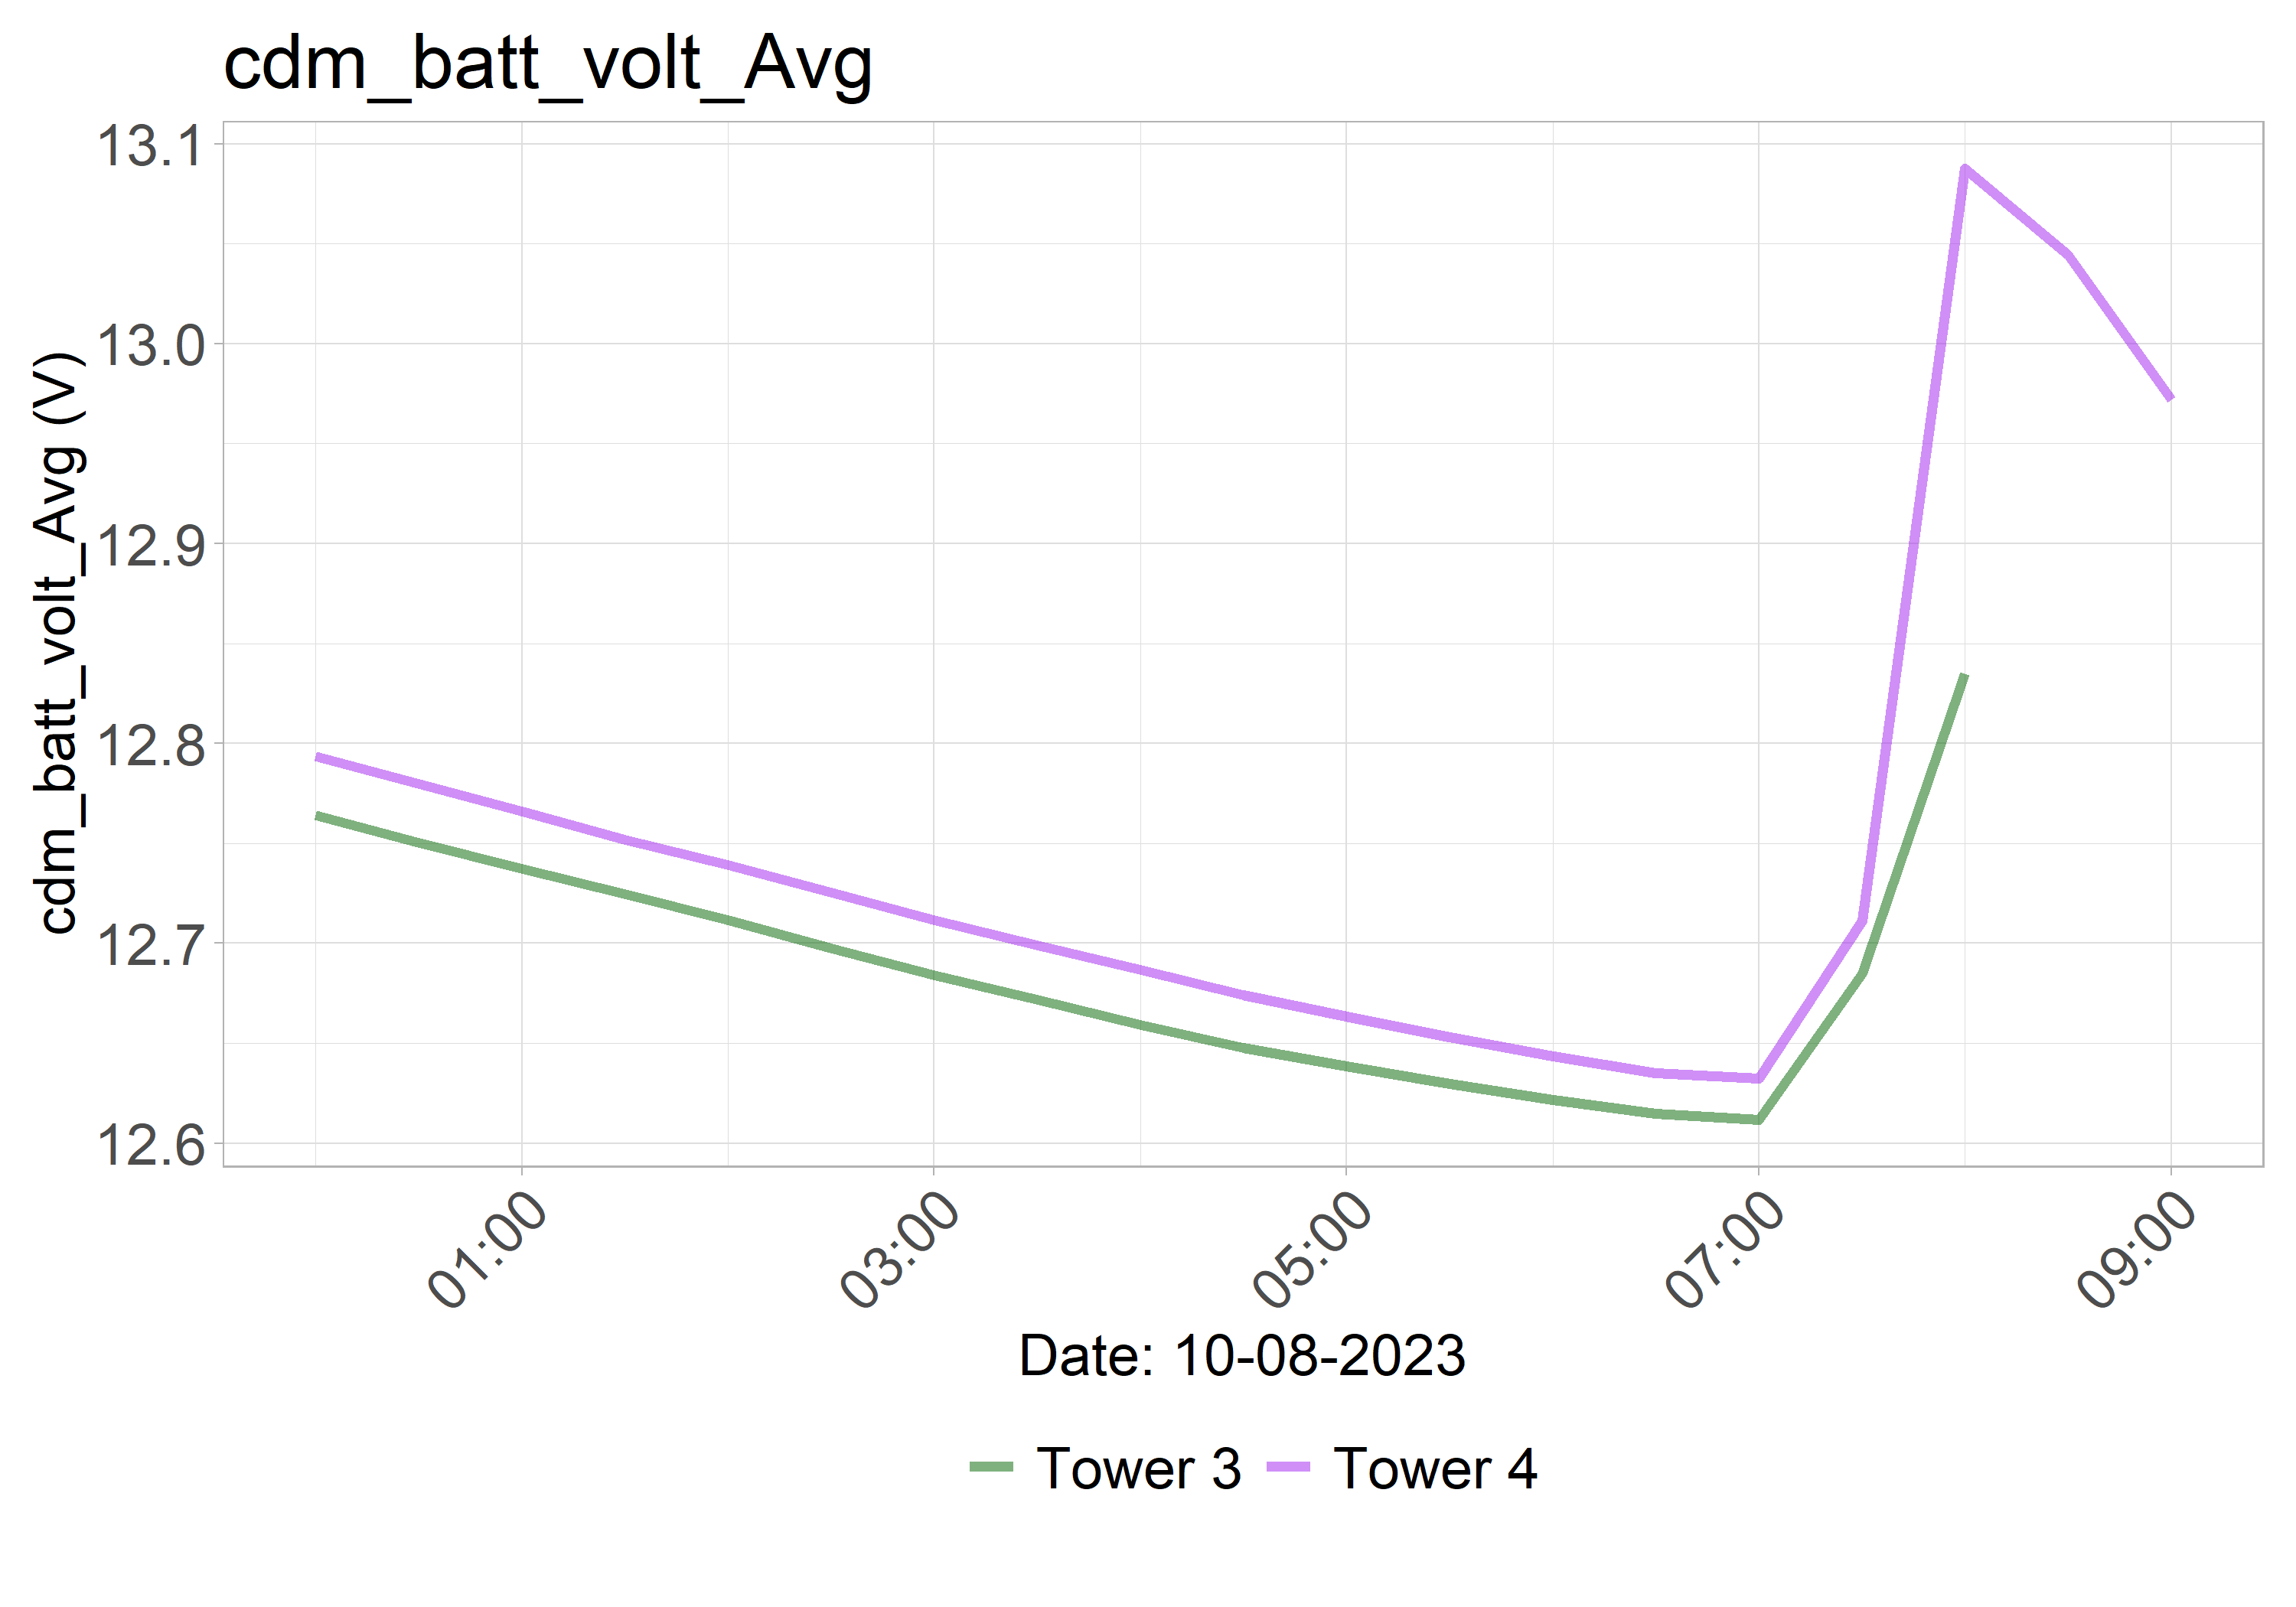 cdm_batt_volt_Avg
cdm_batt_volt_Avg (V)
13.1
13.0
12.9
12.8
12.7
12.6
01:00
03:00
05:00
07:00
09:00
Date: 10-08-2023
Tower 3
Tower 4